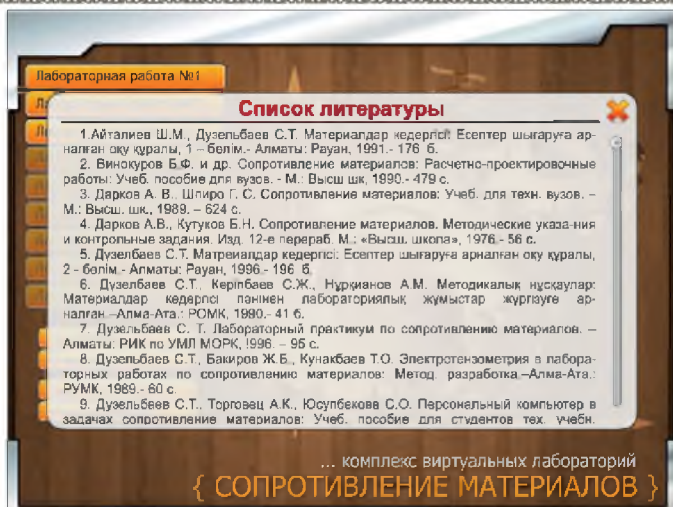 Лабораторная работа №1
Список литературы
1.Айталиев Ш.М., Дузельбаев С.Т. Материалдар кедергісі: Есептер шығаруға ар-
налған оқу құралы, 1 – бөлім.- Алматы: Рауан, 1991.- 176 б.
2. Винокуров Б.Ф. и др. Сопротивление материалов: Расчетно-проектировочные
работы: Учеб. пособие для вузов. - М.: Высш шк, 1990.- 479 с.
3. Дарков А. В., Шпиро Г. С. Сопротивление материалов: Учеб. для техн. вузов. –
М.: Высш. шк., 1989. – 624 с.
4. Дарков А.В., Кутуков Б.Н. Сопротивление материалов. Методические указа-ния
и контрольные задания. Изд. 12-е перераб. М.: «Высш. школа», 1976.- 56 с.
5. Дузелбаев С.Т. Матреиалдар кедергісі: Есептер шығаруға арналған оқу құралы,
2 - бөлім.- Алматы: Рауан, 1996.- 196 б.
6. Дузелбаев С.Т., Керімбаев С.Ж., Нұрқианов А.М. Методикалық нұсқаулар:
Материалдар кедергісі пәнінен лабораториялық жұмыстар жүргізуге ар-
налған.–Алма-Ата.: РОМК, 1990.- 41 б.
7. Дузельбаев С. Т. Лабораторный практикум по сопротивлению материалов. –
Алматы: РИК по УМЛ МОРК, !996. – 95 с.
8. Дузельбаев С.Т., Бакиров Ж.Б., Кунакбаев Т.О. Электротензометрия в лабора-
торных работах по сопротивлению материалов: Метод. разработка.–Алма-Ата.:
РУМК, 1989.- 60 с.
9. Дузельбаев С.Т., Торговец А.К., Юсупбекова С.О. Персональный компьютер в
задачах сопротивление материалов: Учеб. пособие для студентов тех. учебн.
... комплекс виртуальных лабораторий
{ СОПРОТИВЛЕНИЕ МАТЕРИАЛОВ }